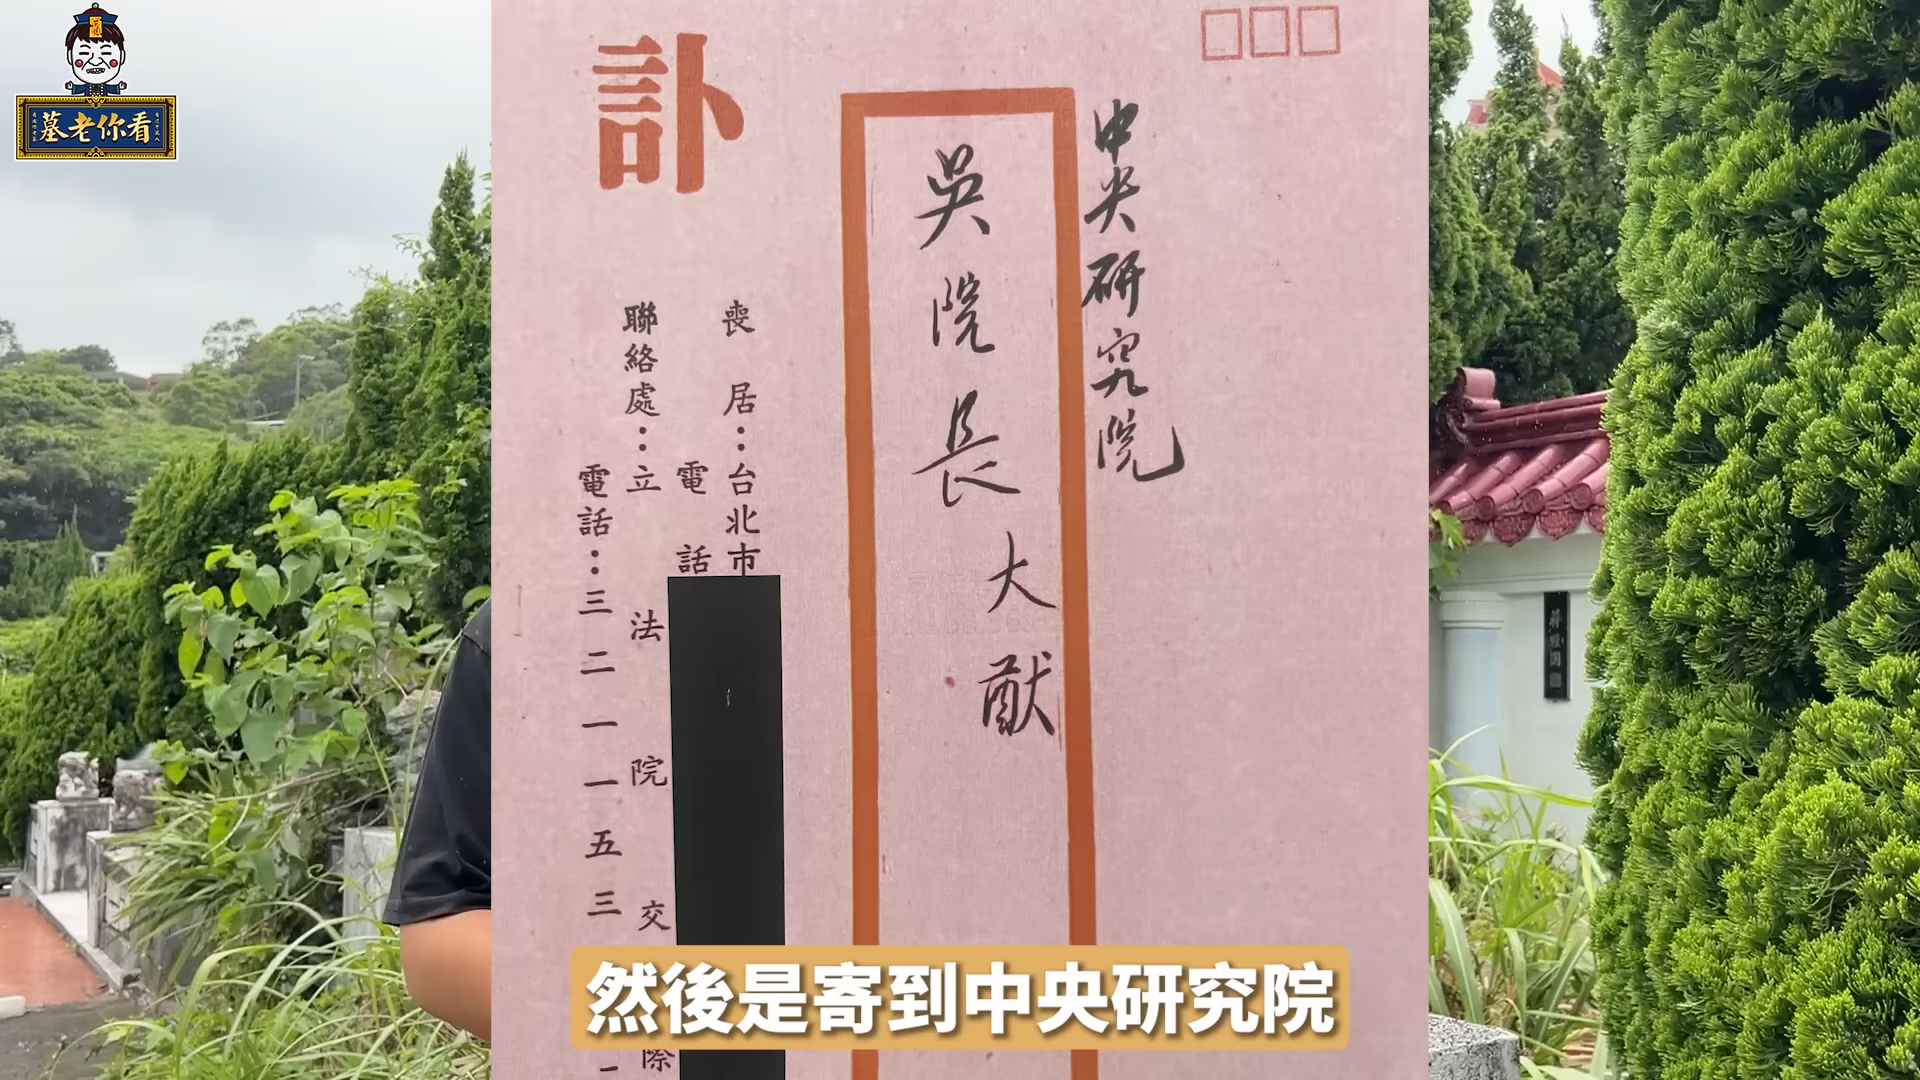 墓老你看
訃
中央研究院
吳院長大猷
喪居：台北市
電話
聯絡處：立法院交際
電話：三二一一五三
然後是寄到中央研究院